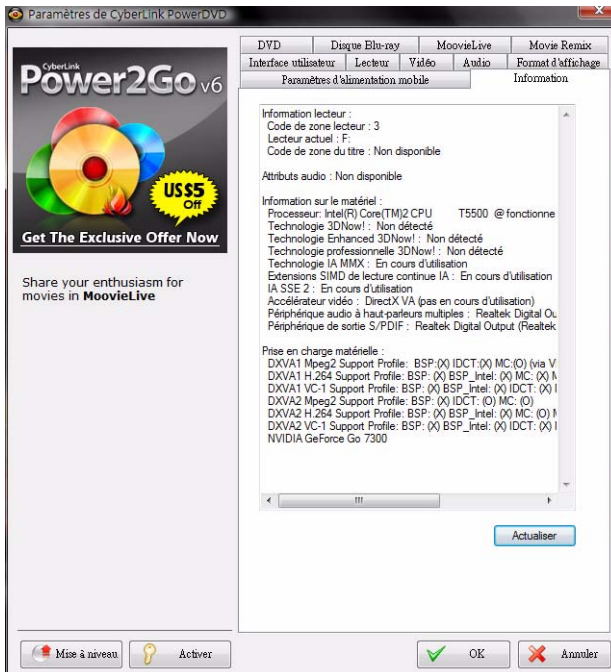 Paramètres de CyberLink PowerDVD
CyberLink
Power2Go v6
US$5
Off
Get The Exclusive Offer Now
Share your enthusiasm for
movies in MoovieLive
DVD
Disque Blu-ray
MoovieLive
Movie Remix
Interface utilisateur
Lecteur
Vidéo
Audio
Format d'affichage
Paramètres d'alimentation mobile
Information
Information lecteur :
Code de zone lecteur : 3
Lecteur actuel : F:
Code de zone du titre : Non disponible
Attributs audio : Non disponible
Information sur le matériel :
Processeur: Intel(R) Core(TM)2 CPU T5500 @ fonctionne
Technologie 3DNow! : Non détecté
Technologie Enhanced 3DNow! : Non détecté
Technologie professionnelle 3DNow! : Non détecté
Technologie IA MMX : En cours d'utilisation
Extensions SIMD de lecture continue IA : En cours d'utilisation
IA SSE 2 : En cours d'utilisation
Accélérateur vidéo : DirectX VA (pas en cours d'utilisation)
Périphérique audio à haut-parleurs multiples : Realtek Digital Ou
Périphérique de sortie S/PDIF : Realtek Digital Output (Realtek
Prise en charge matérielle :
DXVA1 Mpeg2 Support Profile: BSP:(X) IDCT:(X) MC:(O) (via V
DXVA1 H.264 Support Profile: BSP: (X) BSP_Intel: (X) MC: (X)
DXVA1 VC-1 Support Profile: BSP: (X) BSP_Intel: (X) IDCT: (X)
DXVA2 Mpeg2 Support Profile: BSP: (X) IDCT: (O) MC: (O)
DXVA2 H.264 Support Profile: BSP: (X) BSP_Intel: (X) MC: (O)
DXVA2 VC-1 Support Profile: BSP: (X) BSP_Intel: (X) IDCT: (X)
NVIDIA GeForce Go 7300
Actualiser
Mise à niveau
Activer
OK
Annuler